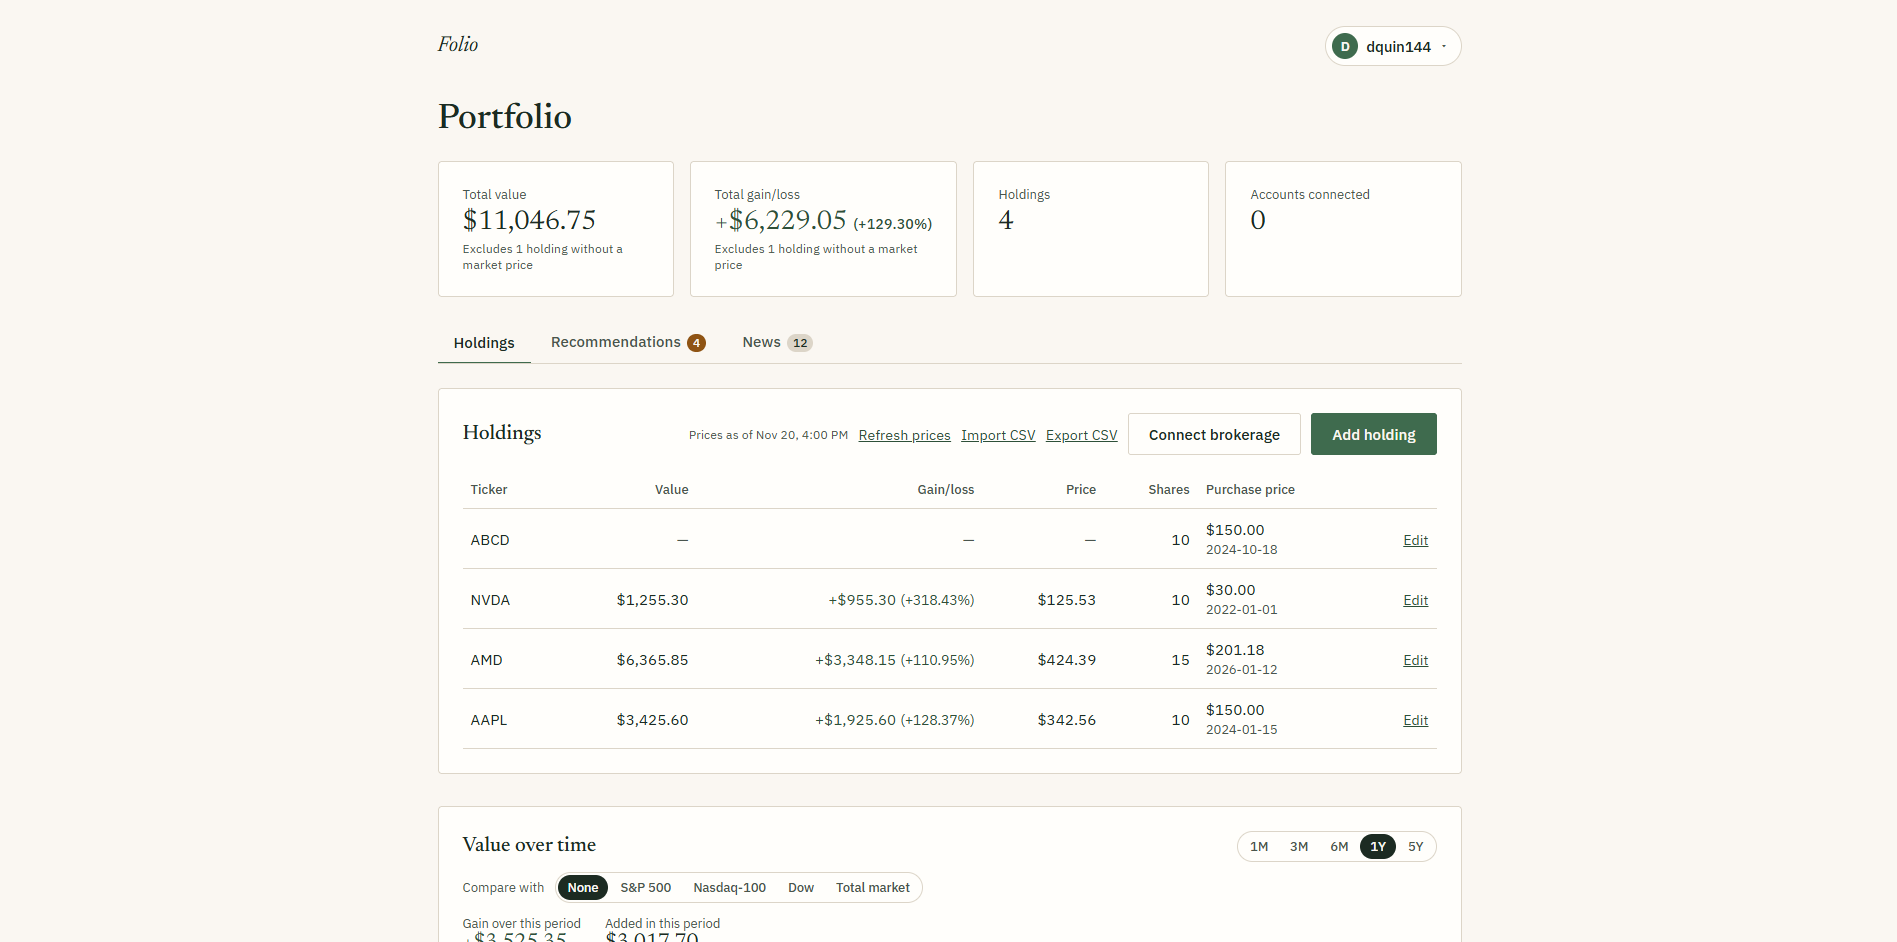 Folio
D dquin144
Portfolio
Total value
$11,046.75
Excludes 1 holding without a
market price
Total gain/loss
+$6,229.05 (+129.30%)
Excludes 1 holding without a market
price
Holdings
4
Accounts connected
0
Holdings Recommendations 4 News 12
Holdings Prices as of Nov 20, 4:00 PM Refresh prices Import CSV Export CSV Connect brokerage Add holding
Ticker Value Gain/loss Price Shares Purchase price
ABCD — — — 10 $150.00 Edit
2024-10-18
NVDA $1,255.30 +$955.30 (+318.43%) $125.53 10 $30.00 Edit
2022-01-01
AMD $6,365.85 +$3,348.15 (+110.95%) $424.39 15 $201.18 Edit
2026-01-12
AAPL $3,425.60 +$1,925.60 (+128.37%) $342.56 10 $150.00 Edit
2024-01-15
Value over time 1M 3M 6M 1Y 5Y
Compare with None S&P 500 Nasdaq-100 Dow Total market
Gain over this period Added in this period
+$3,525.35 $3,017.70